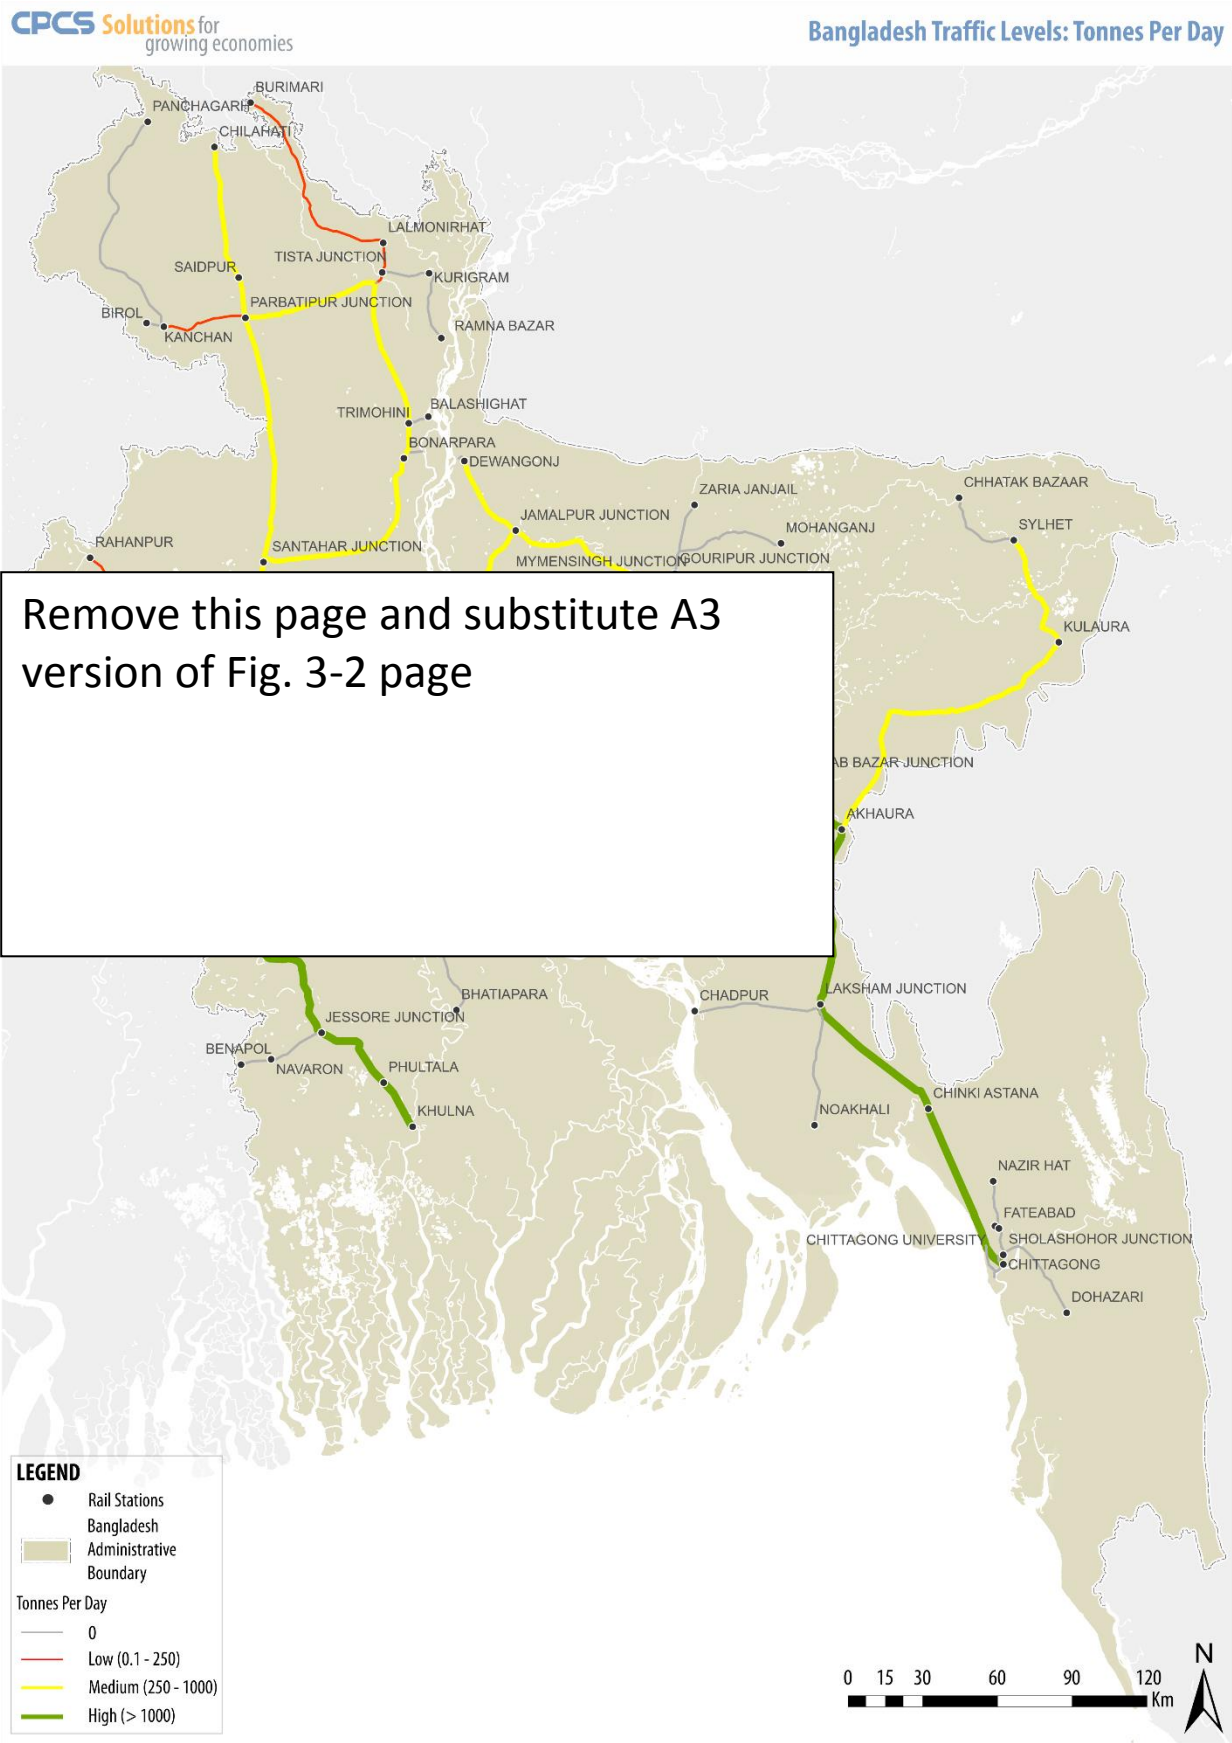 CPCS Solutions for
growing economies
Bangladesh Traffic Levels: Tonnes Per Day
BURIMARI
PANCHAGARH
CHILAHATI
LALMONIRHAT
TISTA JUNCTION
SAIDPUR
KURIGRAM
PARBATIPUR JUNCTION
BIROL
KANCHAN
RAMNA BAZAR
TRIMOHINI
BALASHIGHAT
BONARPARA
DEWANGONJ
ZARIA JANJAIL
CHHATAK BAZAAR
JAMALPUR JUNCTION
MOHANGANJ
SYLHET
RAHANPUR
SANTAHAR JUNCTION
MYMENSINGH JUNCTION
GOURIPUR JUNCTION
Remove this page and substitute A3
version of Fig. 3-2 page
KULAURA
AB BAZAR JUNCTION
AKHAURA
BHATIAPARA
CHADPUR
LAKSHAM JUNCTION
JESSORE JUNCTION
BENAPOL
NAVARON
PHULTALA
CHINKI ASTANA
KHULNA
NOAKHALI
NAZIR HAT
FATEABAD
CHITTAGONG UNIVERSITY
SHOLASHOHOR JUNCTION
CHITTAGONG
DOHAZARI
LEGEND
Rail Stations
Bangladesh
Administrative
Boundary
Tonnes Per Day
0
Low (0.1 - 250)
Medium (250 - 1000)
High (> 1000)
N
0 15 30 60 90 120
Km